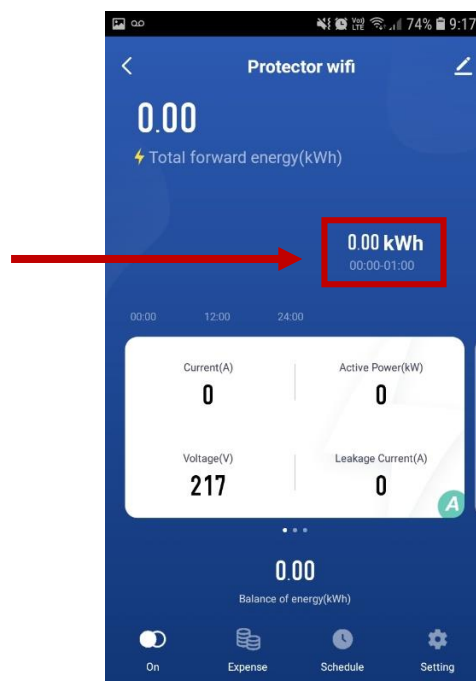 Vo)) LTE 74% 9:17
Protector wifi
0.00
Total forward energy(kWh)
0.00 kWh
00:00-01:00
00:00 12:00 24:00
Current(A) Active Power(kW)
0 0
Voltage(V) Leakage Current(A)
217 0
A
0.00
Balance of energy(kWh)
On Expense Schedule Setting